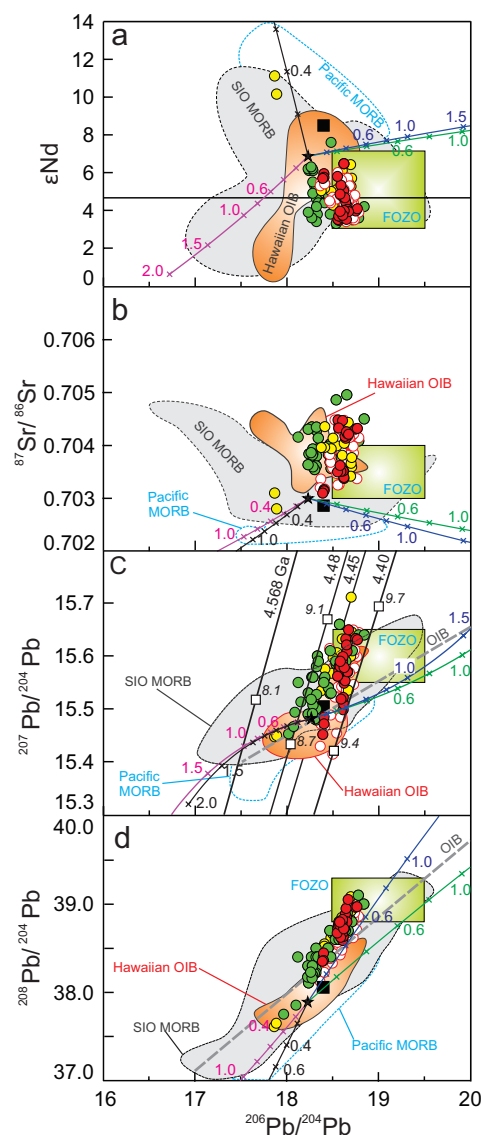 a
14
12
10
8
6
4
2
0
εNd
0.4
Pacific MORB
SIO MORB
0.6
1.0
1.5
2.0
0.6
1.0
1.5
0.6
1.0
Hawaiian OIB
FOZO
b
0.706
0.705
0.704
0.703
0.702
87Sr/86Sr
Hawaiian OIB
SIO MORB
FOZO
Pacific
MORB
0.4
1.0
0.4
1.0
0.6
1.0
0.6
1.0
c
15.7
15.6
15.5
15.4
15.3
207Pb/204Pb
4.568 Ga
4.48
4.45
4.40
9.1
9.7
8.1
8.7
9.4
FOZO
OIB
1.5
SIO MORB
1.0
0.6
1.5
1.5
2.0
1.0
0.6
1.0
Pacific
MORB
Hawaiian OIB
d
40.0
39.0
38.0
37.0
208Pb/204Pb
OIB
1.0
FOZO
0.6
1.0
0.6
Hawaiian OIB
SIO MORB
0.4
1.0
0.4
0.6
Pacific MORB
16
17
18
19
20
206Pb/204Pb